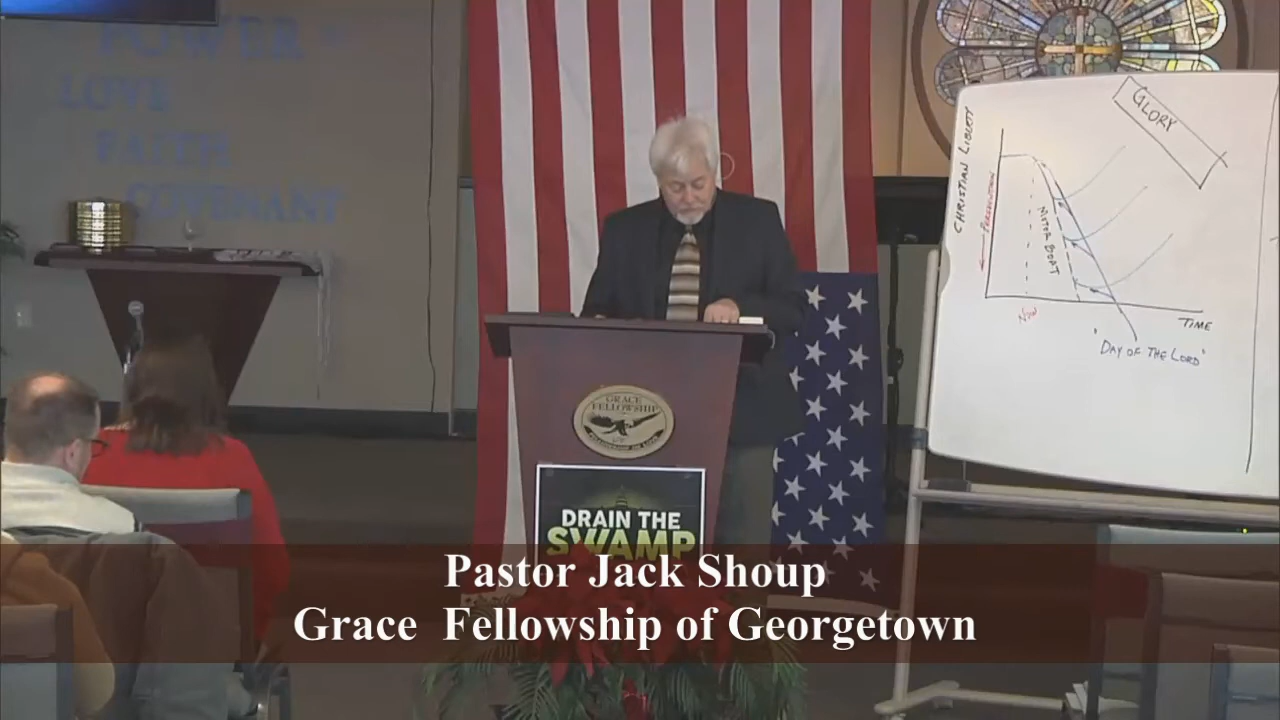 POWER
LOVE
FAITH
COVENANT
GLORY
CHRISTIAN LIBERTY
PERSECUTION
MOTOR BOAT
NOW
TIME
"DAY OF THE LORD"
GRACE
FELLOWSHIP
DRAIN THE
SWAMP
Pastor Jack Shoup
Grace Fellowship of Georgetown